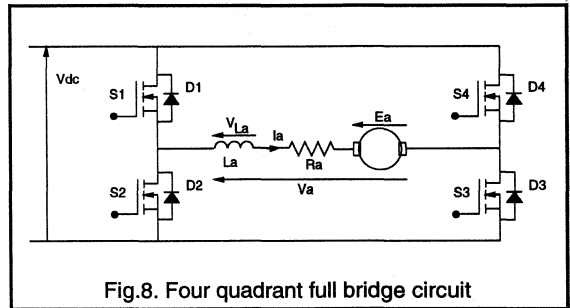 Vdc
S1
D1
S4
D4
VLa
Ia
Ea
La
Ra
S2
D2
Va
S3
D3
Fig.8. Four quadrant full bridge circuit